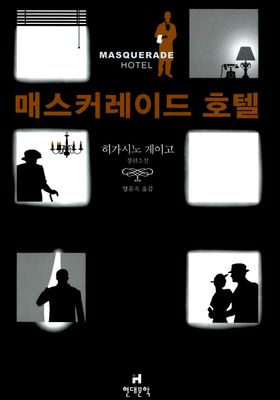 MASQUERADE
HOTEL
매스커레이드 호텔
히가시노 게이고
장편소설
양윤옥 옮김
현대문학